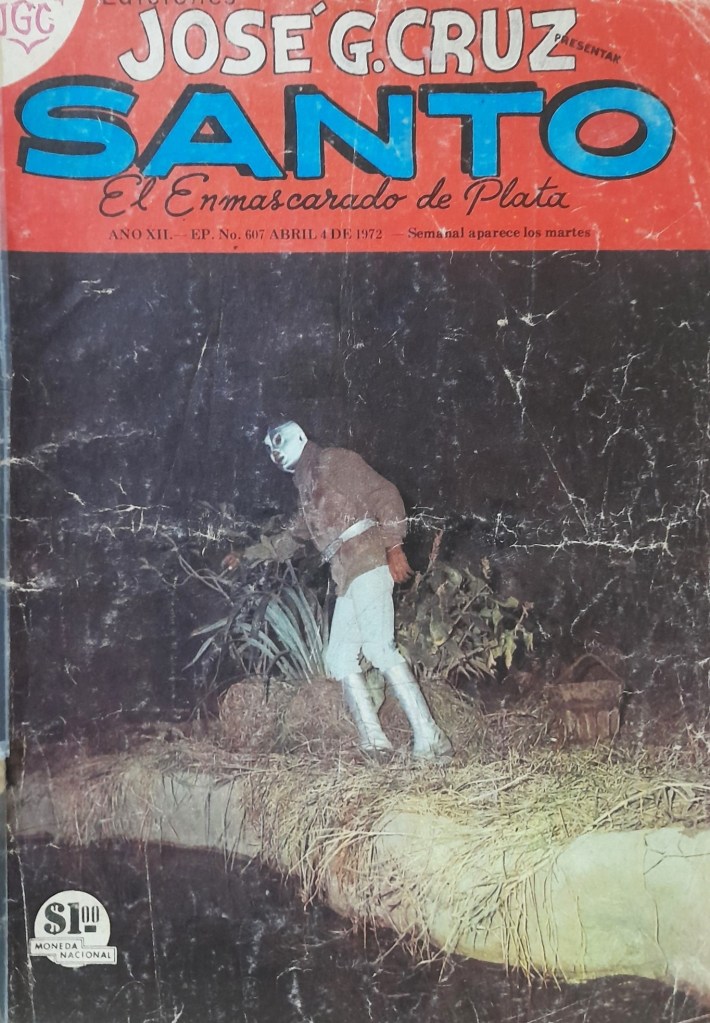 JGC
Ediciones
JOSÉ G. CRUZ
PRESENTAN
SANTO
El Enmascarado de Plata
AÑO XII.—EP. No. 607 ABRIL 4 DE 1972 —Semanal aparece los martes
$1.00
MONEDA
NACIONAL